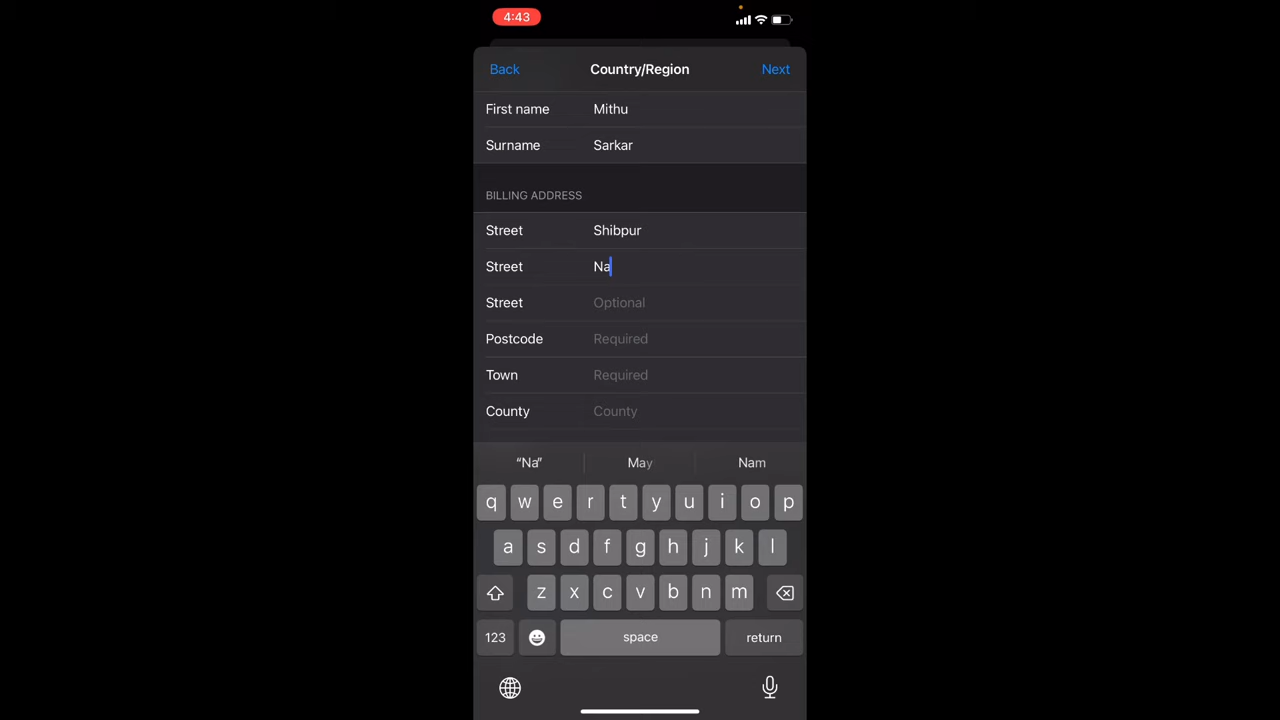 4:43
Back Country/Region Next
First name Mithu
Surname Sarkar
BILLING ADDRESS
Street Shibpur
Street Na
Street Optional
Postcode Required
Town Required
County County
“Na” May Nam
q w e r t y u i o p
a s d f g h j k l
z x c v b n m
123 space return